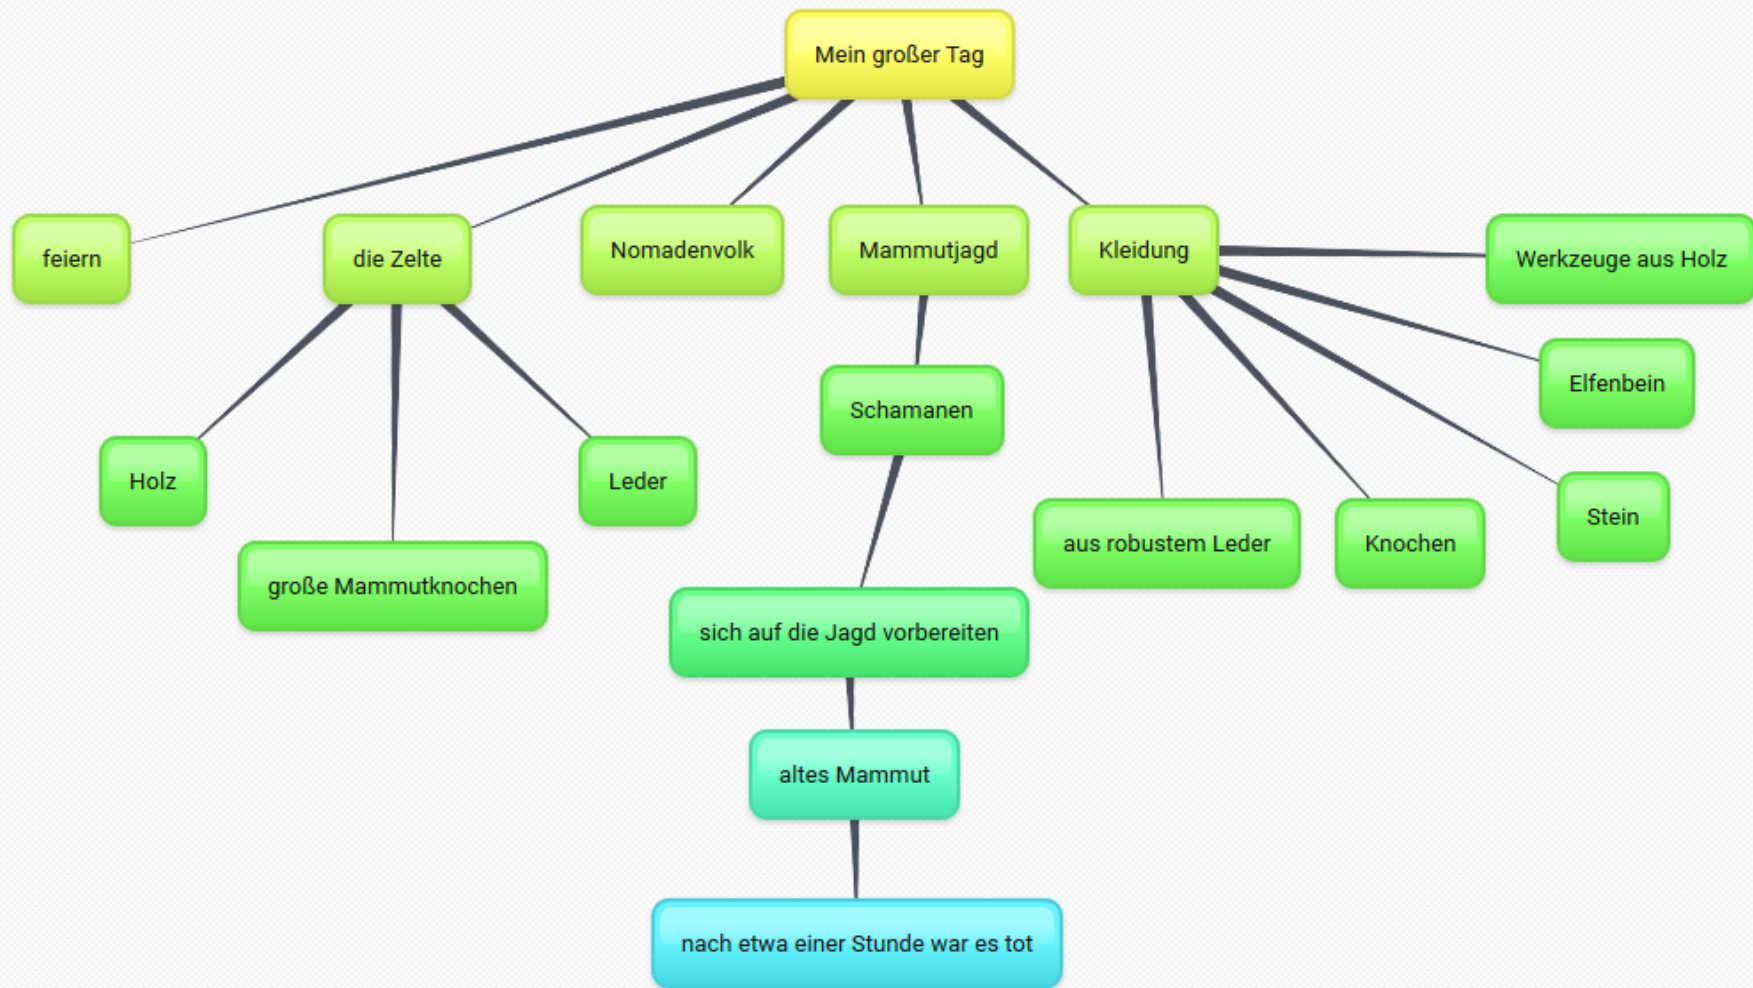 Mein großer Tag
feiern
die Zelte
Nomadenvolk
Mammutjagd
Kleidung
Werkzeuge aus Holz
Elfenbein
Schamanen
Holz
Leder
Stein
aus robustem Leder
Knochen
große Mammutknochen
sich auf die Jagd vorbereiten
altes Mammut
nach etwa einer Stunde war es tot